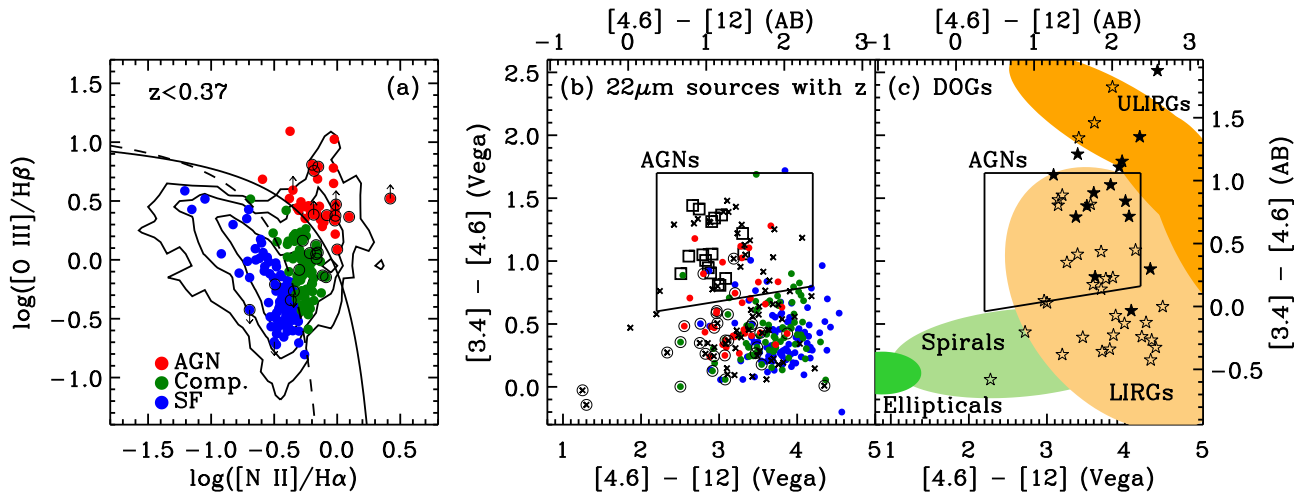 [4.6] − [12] (AB)
[4.6] − [12] (AB)
−1 0 1 2 3
−1 0 1 2 3
z<0.37
(a)
AGN
Comp.
SF
1.5
1.0
0.5
0.0
−0.5
−1.0
log([O III]/Hβ)
−1.5 −1.0 −0.5 0.0 0.5
log([N II]/Hα)
(b) 22μm sources with z
AGNs
2.5
2.0
1.5
1.0
0.5
0.0
[3.4] − [4.6] (Vega)
1 2 3 4 5
[4.6] − [12] (Vega)
(c) DOGs
ULIRGs
AGNs
Spirals
Ellipticals
LIRGs
1 2 3 4 5
[4.6] − [12] (Vega)
1.5
1.0
0.5
0.0
−0.5
[3.4] − [4.6] (AB)